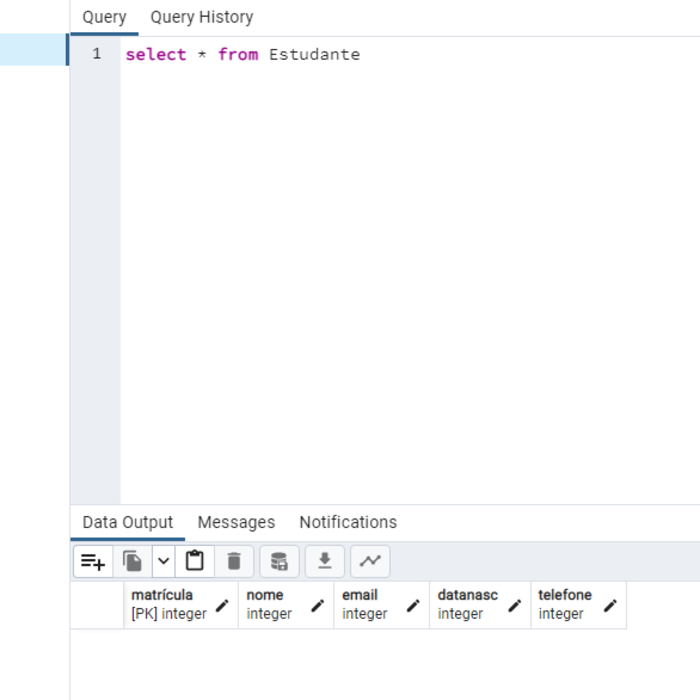 Query Query History
1 select * from Estudante
Data Output Messages Notifications
matrícula nome email datanasc telefone
[PK] integer integer integer integer integer